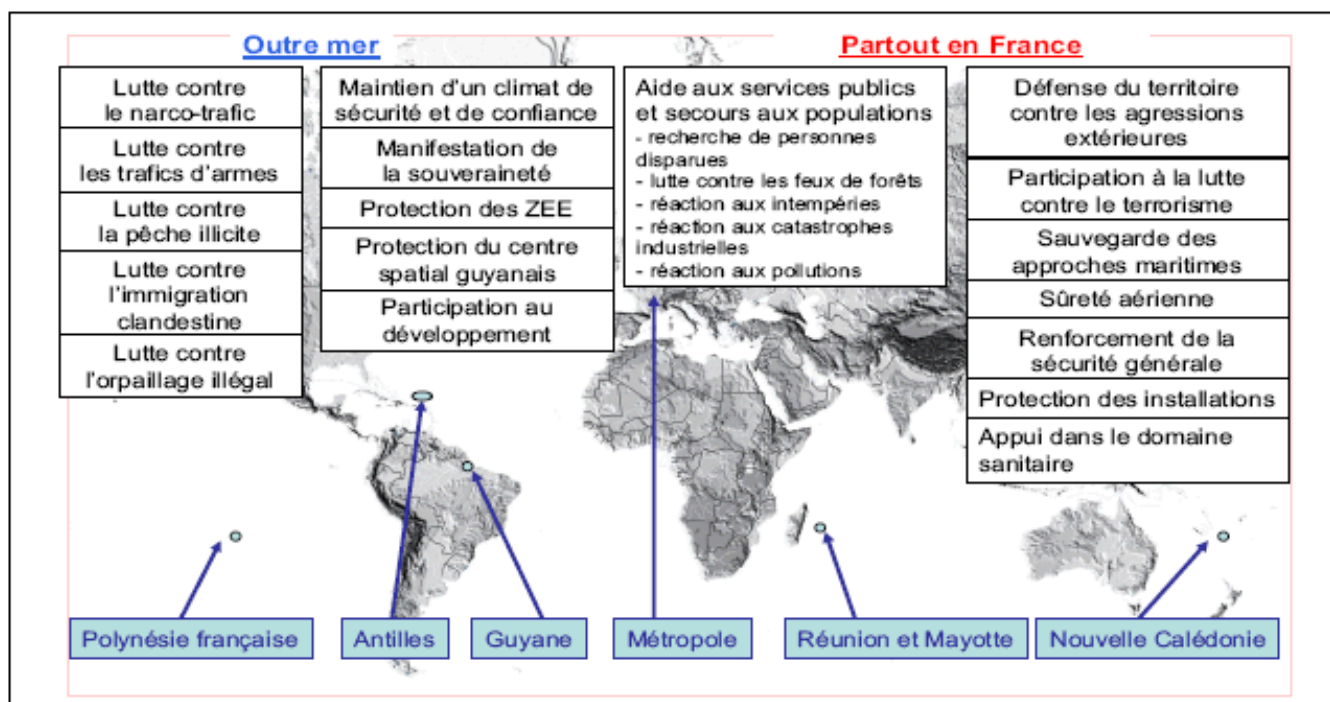 Outre mer
Lutte contre
le narco-trafic
Lutte contre
les trafics d'armes
Lutte contre
la pêche illicite
Lutte contre
l'immigration
clandestine
Lutte contre
l'orpaillage illégal
Maintien d'un climat de
sécurité et de confiance
Manifestation de
la souveraineté
Protection des ZEE
Protection du centre
spatial guyanais
Participation au
développement
Partout en France
Aide aux services publics
et secours aux populations
- recherche de personnes
disparues
- lutte contre les feux de forêts
- réaction aux intempéries
- réaction aux catastrophes
industrielles
- réaction aux pollutions
Défense du territoire
contre les agressions
extérieures
Participation à la lutte
contre le terrorisme
Sauvegarde des
approches maritimes
Sûreté aérienne
Renforcement de la
sécurité générale
Protection des installations
Appui dans le domaine
sanitaire
Polynésie française
Antilles
Guyane
Métropole
Réunion et Mayotte
Nouvelle Calédonie